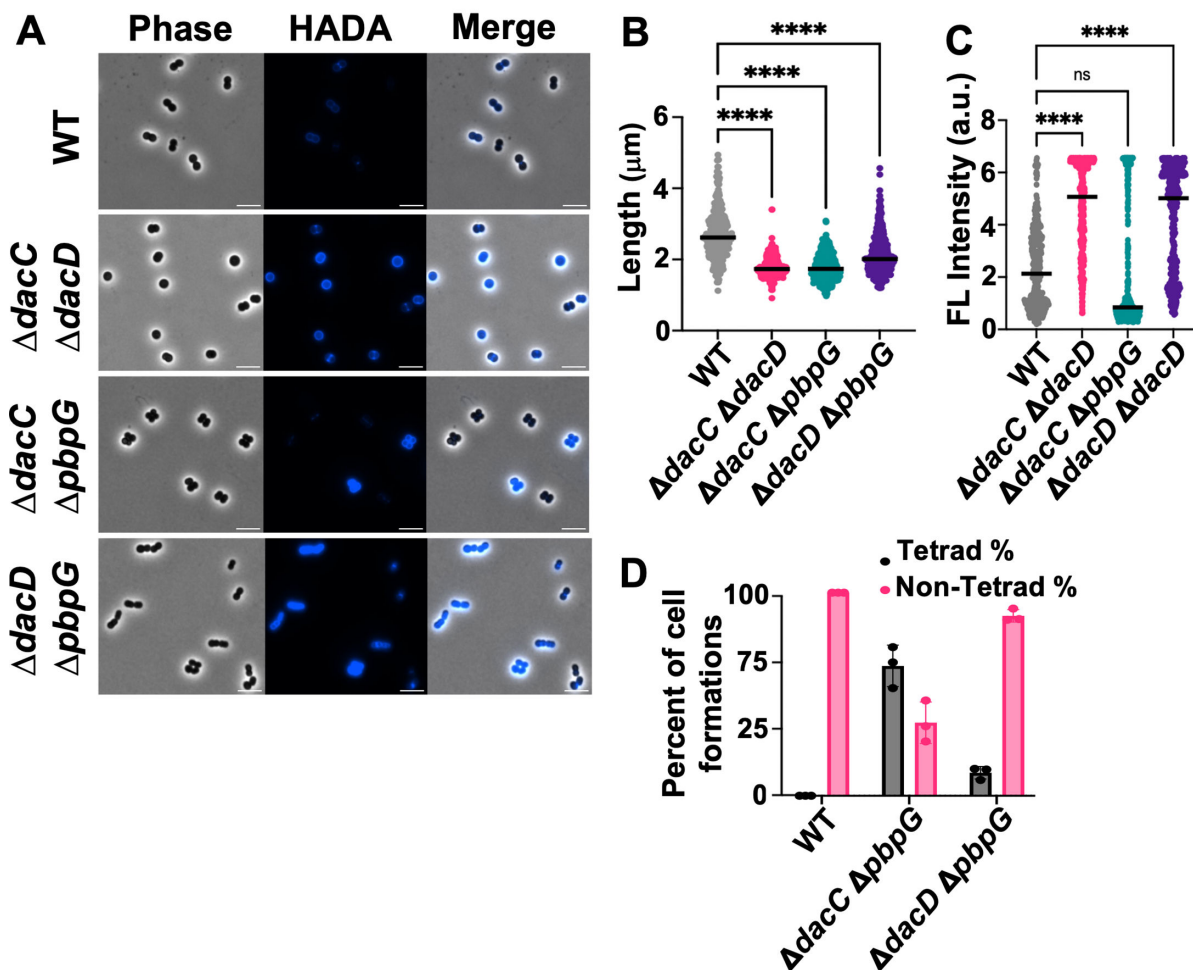 A
Phase HADA Merge
WT
ΔdacC
ΔdacD
ΔdacC
ΔpbpG
ΔdacD
ΔpbpG
B
****
****
****
Length (μm)
6
4
2
0
WT
ΔdacC ΔdacD
ΔdacC ΔpbpG
ΔdacD ΔpbpG
C
****
ns
****
FL Intensity (a.u.)
8
6
4
2
0
WT
ΔdacC ΔdacD
ΔdacC ΔpbpG
ΔdacD ΔdacD
D
Tetrad %
Non-Tetrad %
Percent of cell
formations
100
75
25
0
WT
ΔdacC ΔpbpG
ΔdacD ΔpbpG